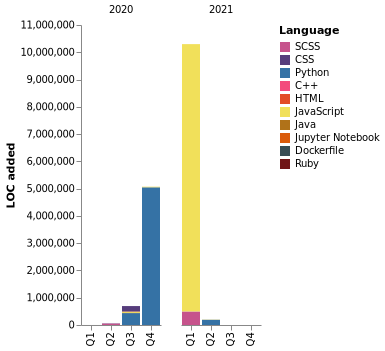 2020
2021
11,000,000
10,000,000
9,000,000
8,000,000
7,000,000
6,000,000
5,000,000
4,000,000
3,000,000
2,000,000
1,000,000
0
LOC added
Q1
Q2
Q3
Q4
Q1
Q2
Q3
Q4
Language
SCSS
CSS
Python
C++
HTML
JavaScript
Java
Jupyter Notebook
Dockerfile
Ruby